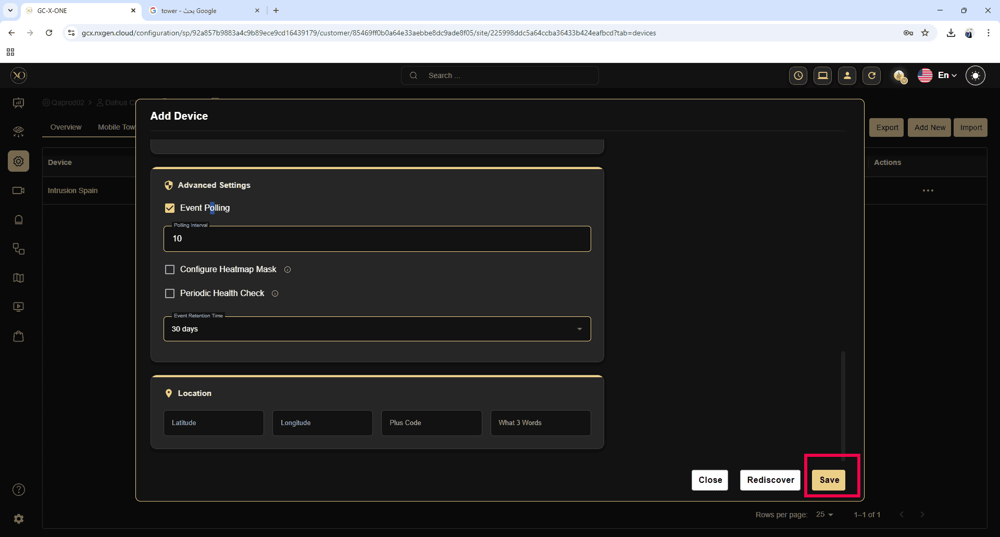 GC-X-ONE
tower - بحث Google
gcx.nxgen.cloud/configuration/sp/92a857b9883a4c9b89ece9cd16439179/customer/85469ff0b0a64e33aebbe8dc9ade8f05/site/225998ddc5a64ccba36433b424eafbcd?tab=devices
XO
Search ...
En
Qaprod02
Dahua C
Add Device
Overview
Mobile Tow
Export
Add New
Import
Device
Actions
Advanced Settings
Intrusion Spain
Event Polling
Polling Interval
10
Configure Heatmap Mask
Periodic Health Check
Event Retention Time
30 days
Location
Latitude
Longitude
Plus Code
What 3 Words
Close
Rediscover
Save
Rows per page:
25
1–1 of 1